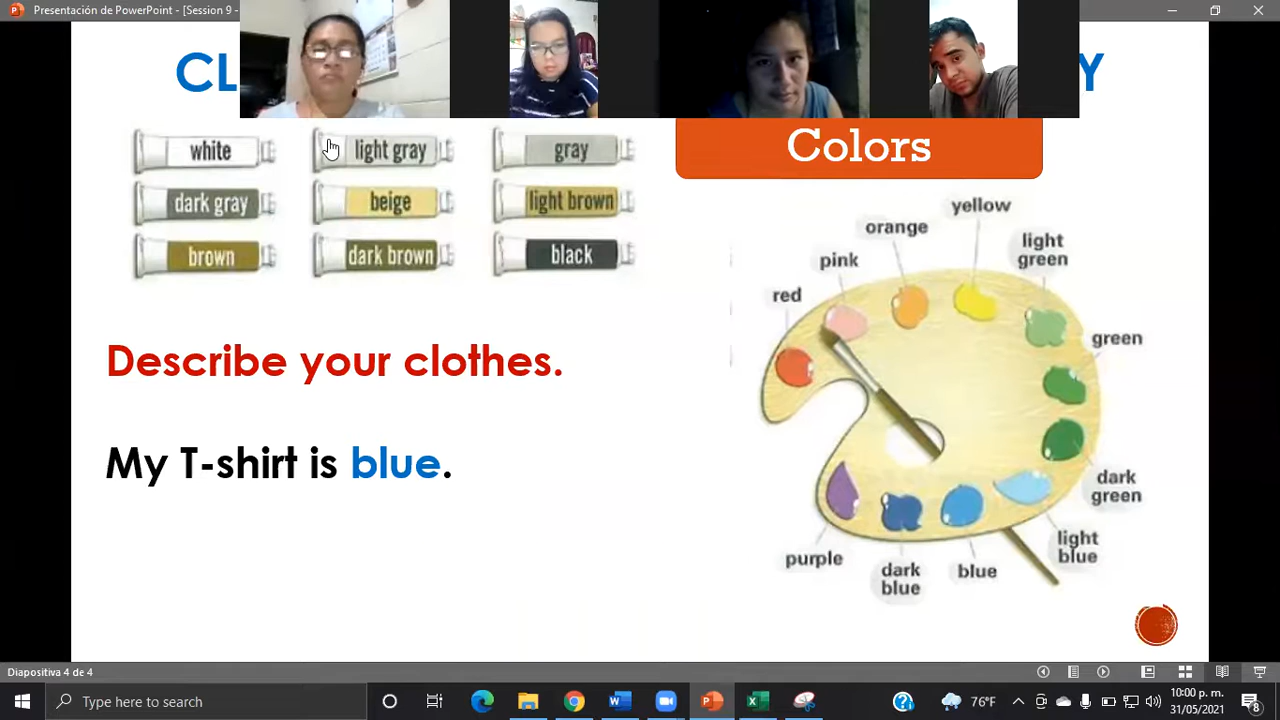 Presentación de PowerPoint - [Session 9 -
CL
Y
white
light gray
gray
Colors
dark gray
beige
light brown
brown
dark brown
black
yellow
orange
light
green
pink
red
green
Describe your clothes.
My T-shirt is blue.
dark
green
light
blue
purple
dark
blue
blue
Diapositiva 4 de 4
Type here to search
76°F
10:00 p. m.
31/05/2021
8